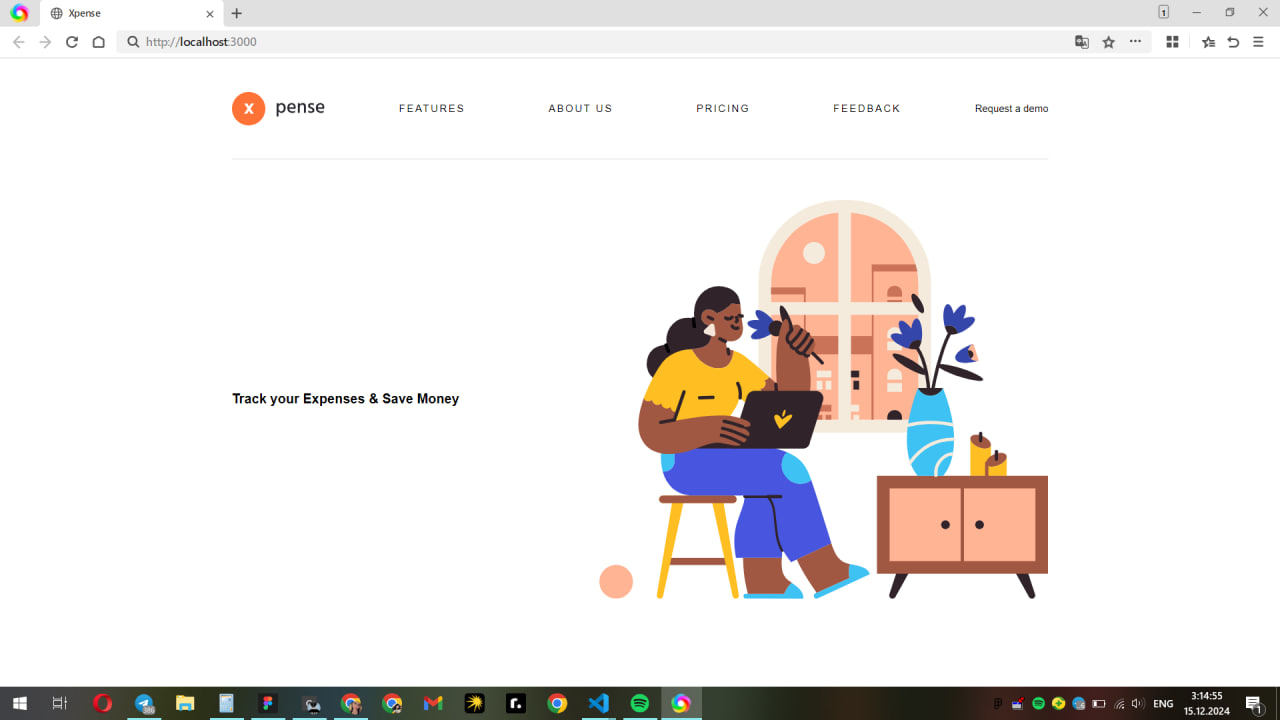 Xpense
1
http://localhost:3000
x pense
FEATURES
ABOUT US
PRICING
FEEDBACK
Request a demo
Track your Expenses & Save Money
ENG
3:14:55
15.12.2024
1